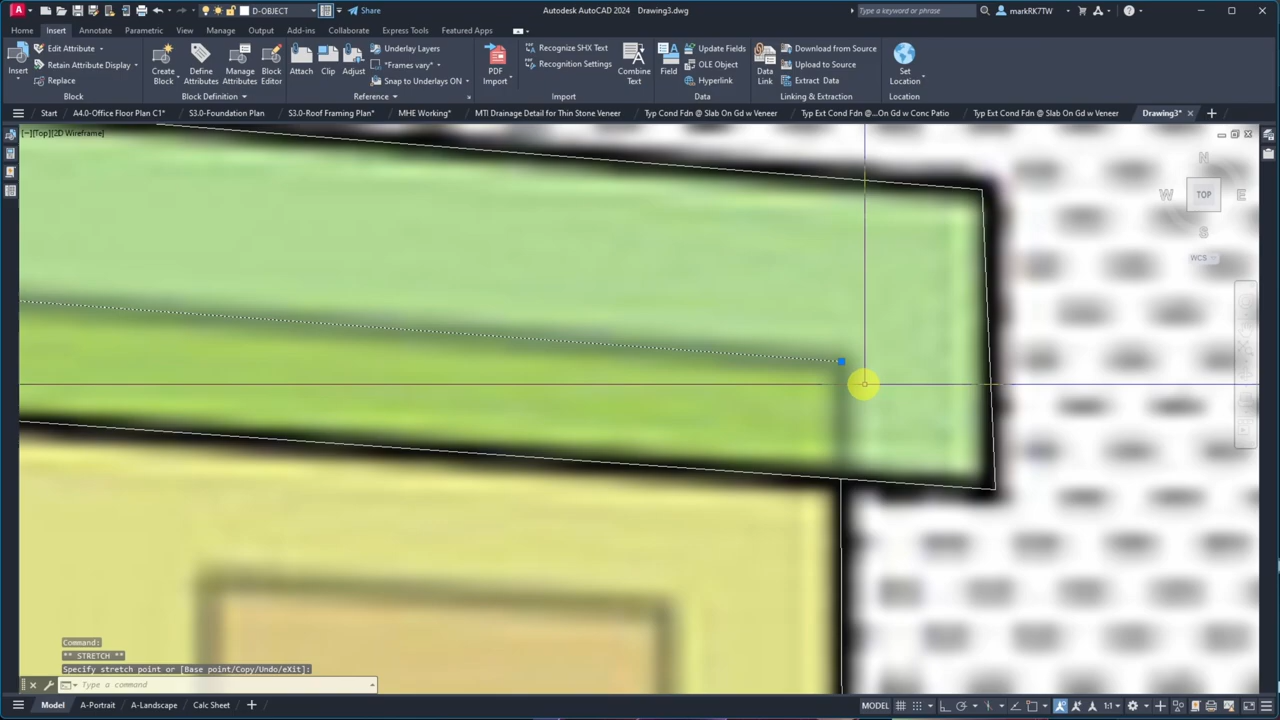 D-OBJECT
Share
Autodesk AutoCAD 2024 Drawing3.dwg
Type a keyword or phrase
markRK7TW
Home Insert Annotate Parametric View Manage Output Add-ins Collaborate Express Tools Featured Apps
Insert
Edit Attribute
Retain Attribute Display
Replace
Block
Create Block
Define Attributes
Manage Attributes
Block Editor
Block Definition
Attach
Clip
Adjust
Underlay Layers
*Frames vary*
Snap to Underlays ON
Reference
PDF Import
Recognize SHX Text
Recognition Settings
Combine Text
Import
Field
Update Fields
OLE Object
Hyperlink
Data
Data Link
Download from Source
Upload to Source
Extract Data
Linking & Extraction
Set Location
Location
Start A4.0-Office Floor Plan C1* S3.0-Foundation Plan S3.0-Roof Framing Plan* MHE Working* MTI Drainage Detail for Thin Stone Veneer Typ Cond Fdn @ Slab On Gd w Veneer Typ Ext Cond Fdn @...On Gd w Conc Patio Typ Ext Cond Fdn @ Slab On Gd w Veneer Drawing3*
[−][Top][2D Wireframe]
N
W TOP E
S
WCS
Command:
** STRETCH **
Specify stretch point or [Base point/Copy/Undo/eXit]:
Type a command
Model A-Portrait A-Landscape Calc Sheet
MODEL
1:1